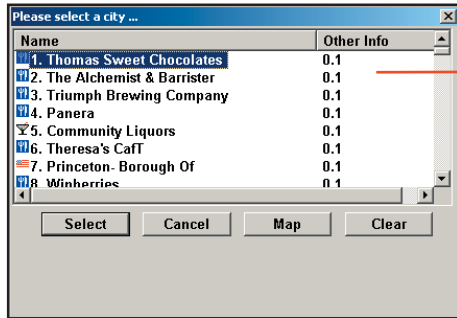 Please select a city ...
Name Other Info
1. Thomas Sweet Chocolates 0.1
2. The Alchemist & Barrister 0.1
3. Triumph Brewing Company 0.1
4. Panera 0.1
5. Community Liquors 0.1
6. Theresa's CafT 0.1
7. Princeton- Borough Of 0.1
8. Winberries 0.1
Select Cancel Map Clear